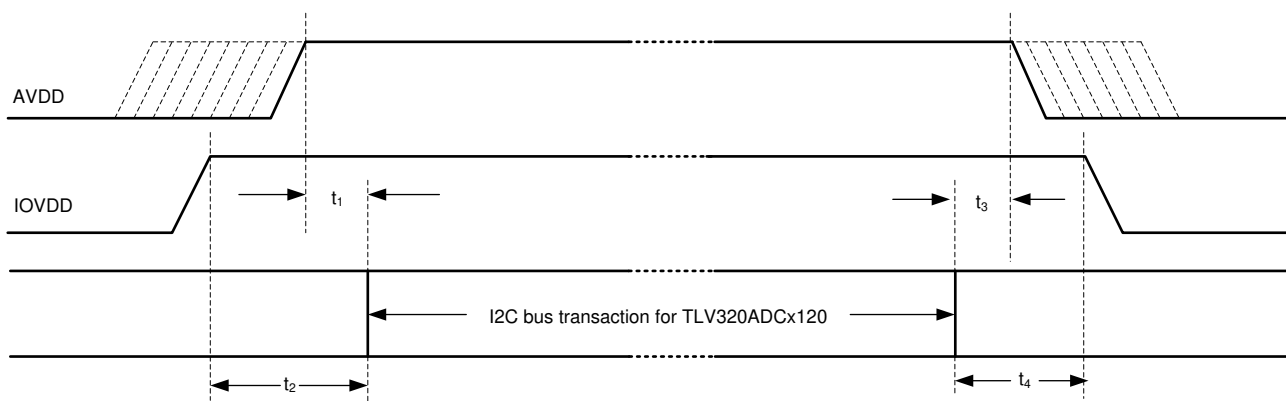 AVDD
IOVDD
t1
t3
I2C bus transaction for TLV320ADCx120
t2
t4